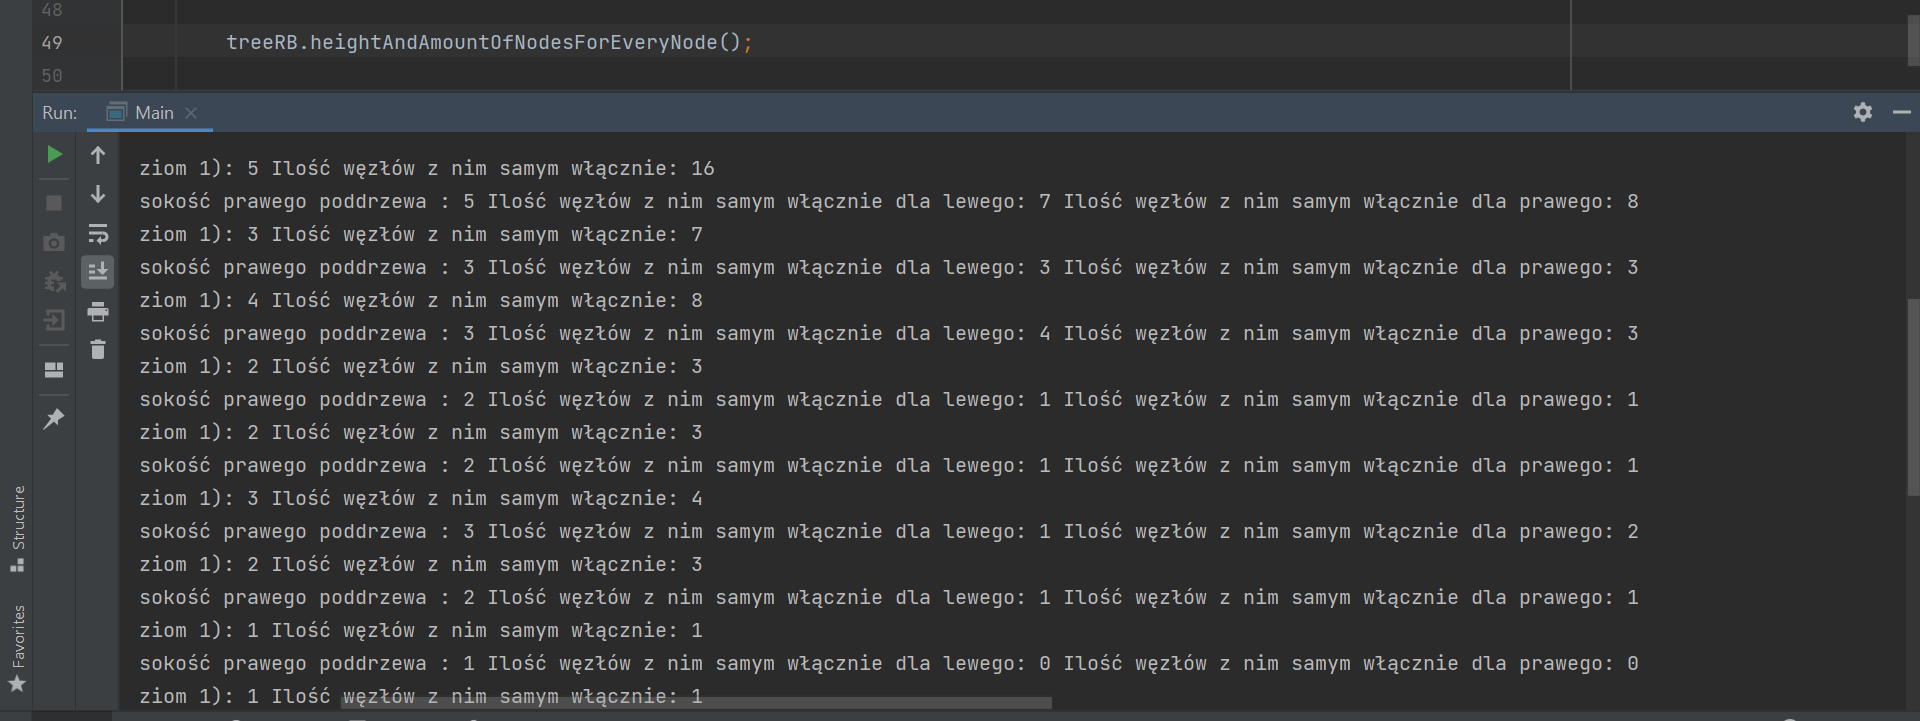 48
49 treeRB.heightAndAmountOfNodesForEveryNode();
50
Run: Main
ziom 1): 5 Ilość węzłów z nim samym włącznie: 16
sokość prawego poddrzewa : 5 Ilość węzłów z nim samym włącznie dla lewego: 7 Ilość węzłów z nim samym włącznie dla prawego: 8
ziom 1): 3 Ilość węzłów z nim samym włącznie: 7
sokość prawego poddrzewa : 3 Ilość węzłów z nim samym włącznie dla lewego: 3 Ilość węzłów z nim samym włącznie dla prawego: 3
ziom 1): 4 Ilość węzłów z nim samym włącznie: 8
sokość prawego poddrzewa : 3 Ilość węzłów z nim samym włącznie dla lewego: 4 Ilość węzłów z nim samym włącznie dla prawego: 3
ziom 1): 2 Ilość węzłów z nim samym włącznie: 3
sokość prawego poddrzewa : 2 Ilość węzłów z nim samym włącznie dla lewego: 1 Ilość węzłów z nim samym włącznie dla prawego: 1
ziom 1): 2 Ilość węzłów z nim samym włącznie: 3
sokość prawego poddrzewa : 2 Ilość węzłów z nim samym włącznie dla lewego: 1 Ilość węzłów z nim samym włącznie dla prawego: 1
ziom 1): 3 Ilość węzłów z nim samym włącznie: 4
sokość prawego poddrzewa : 3 Ilość węzłów z nim samym włącznie dla lewego: 1 Ilość węzłów z nim samym włącznie dla prawego: 2
ziom 1): 2 Ilość węzłów z nim samym włącznie: 3
sokość prawego poddrzewa : 2 Ilość węzłów z nim samym włącznie dla lewego: 1 Ilość węzłów z nim samym włącznie dla prawego: 1
ziom 1): 1 Ilość węzłów z nim samym włącznie: 1
sokość prawego poddrzewa : 1 Ilość węzłów z nim samym włącznie dla lewego: 0 Ilość węzłów z nim samym włącznie dla prawego: 0
ziom 1): 1 Ilość węzłów z nim samym włącznie: 1
Structure
Favorites